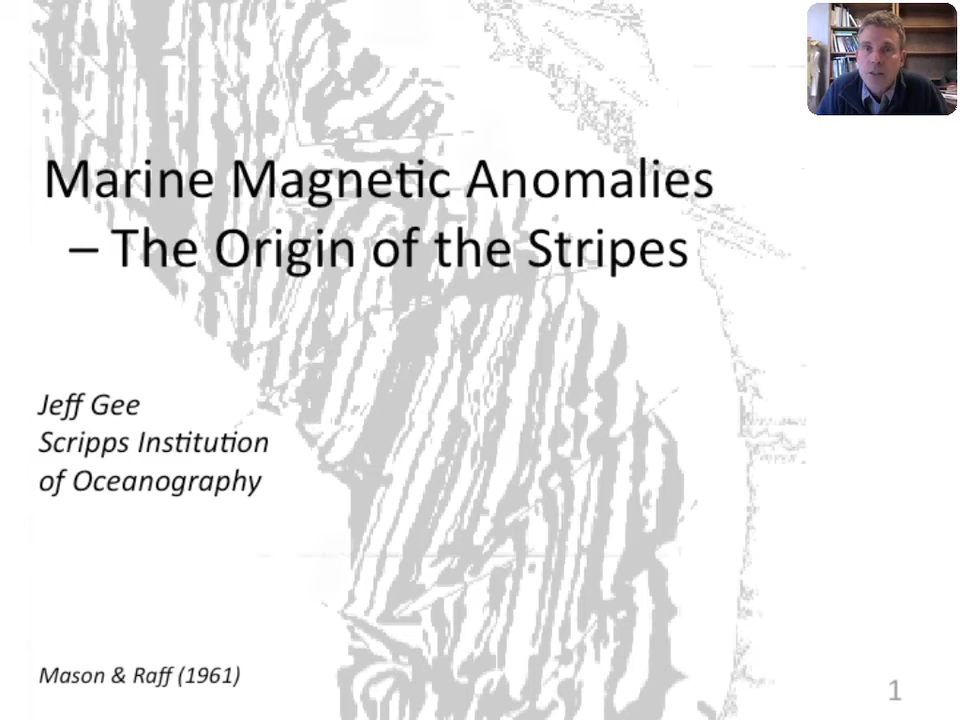 Marine Magnetic Anomalies
– The Origin of the Stripes
Jeff Gee
Scripps Institution
of Oceanography
Mason & Raff (1961)
1